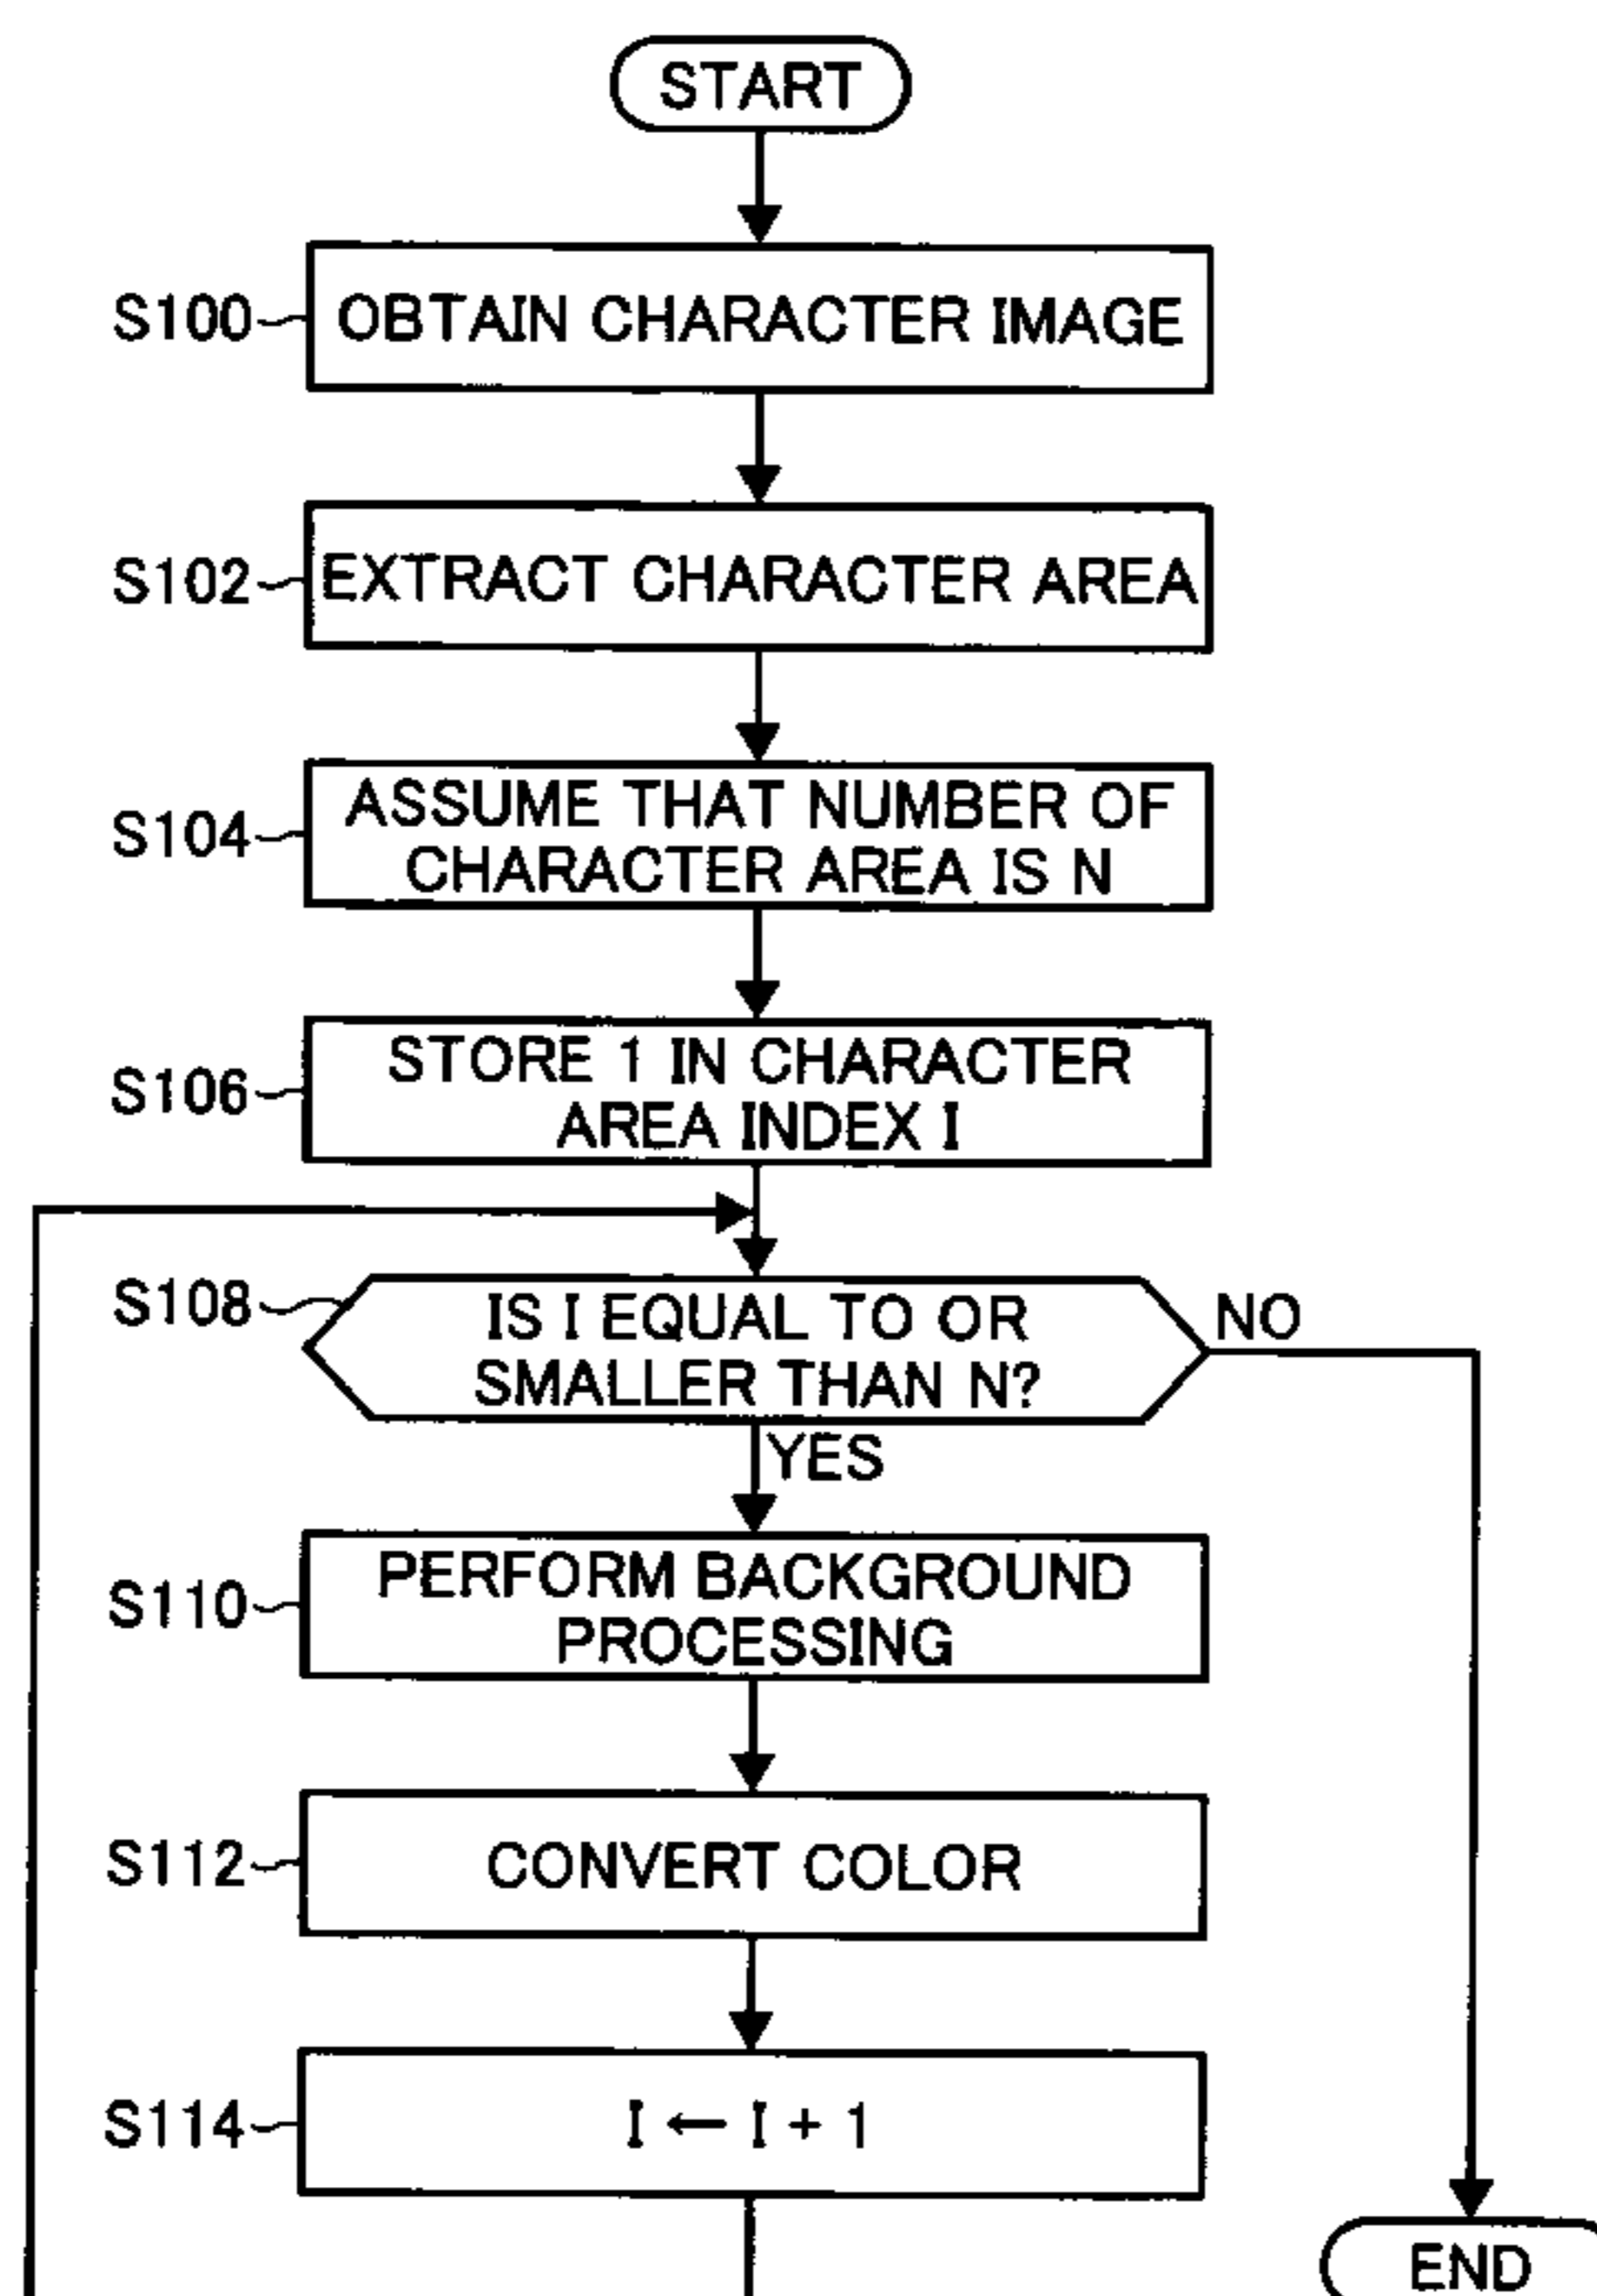 START
S100
OBTAIN CHARACTER IMAGE
S102
EXTRACT CHARACTER AREA
S104
ASSUME THAT NUMBER OF
CHARACTER AREA IS N
S106
STORE 1 IN CHARACTER
AREA INDEX I
S108
IS I EQUAL TO OR
SMALLER THAN N?
NO
YES
S110
PERFORM BACKGROUND
PROCESSING
S112
CONVERT COLOR
S114
I ← I + 1
END